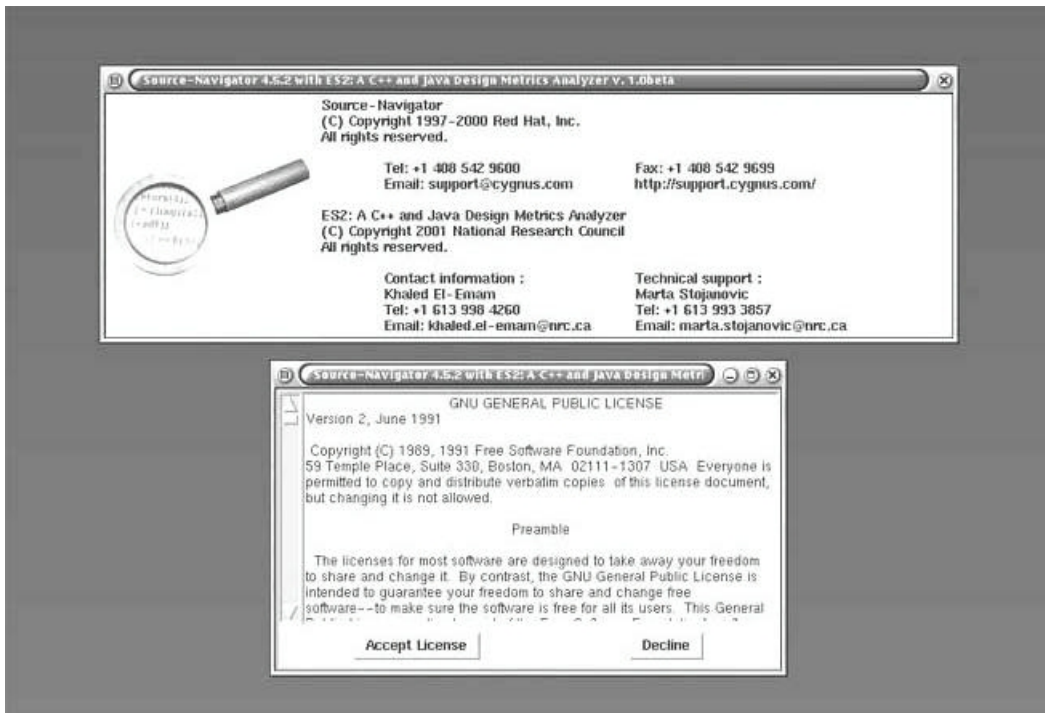 Source-Navigator 4.5.2 with ES2: A C++ and Java Design Metrics Analyzer v. 1.0beta
Source-Navigator
(C) Copyright 1997-2000 Red Hat, Inc.
All rights reserved.
Tel: +1 408 542 9600 Fax: +1 408 542 9699
Email: support@cygnus.com http://support.cygnus.com/
ES2: A C++ and Java Design Metrics Analyzer
(C) Copyright 2001 National Research Council
All rights reserved.
Contact information : Technical support :
Khaled El-Emam Marta Stojanovic
Tel: +1 613 998 4260 Tel: +1 613 993 3857
Email: khaled.el-emam@nrc.ca Email: marta.stojanovic@nrc.ca
Source-Navigator 4.5.2 with ES2: A C++ and Java Design Metri
GNU GENERAL PUBLIC LICENSE
Version 2, June 1991
Copyright (C) 1989, 1991 Free Software Foundation, Inc.
59 Temple Place, Suite 330, Boston, MA 02111-1307 USA Everyone is
permitted to copy and distribute verbatim copies of this license document,
but changing it is not allowed.
Preamble
The licenses for most software are designed to take away your freedom
to share and change it. By contrast, the GNU General Public License is
intended to guarantee your freedom to share and change free
software--to make sure the software is free for all its users. This General
Accept License Decline